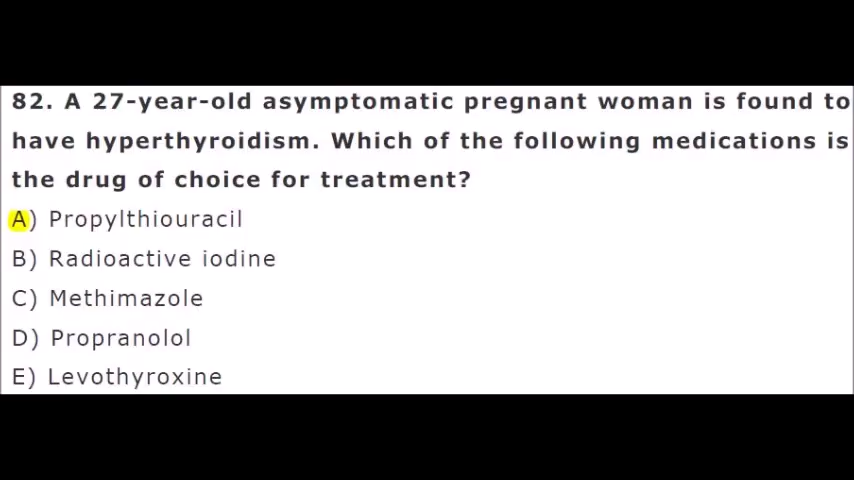 82. A 27-year-old asymptomatic pregnant woman is found to
have hyperthyroidism. Which of the following medications is
the drug of choice for treatment?
A) Propylthiouracil
B) Radioactive iodine
C) Methimazole
D) Propranolol
E) Levothyroxine